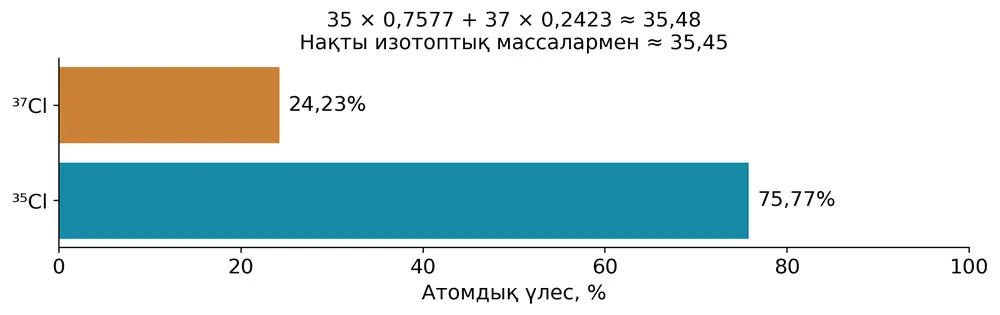 35 × 0,7577 + 37 × 0,2423 ≈ 35,48
Нақты изотоптық массалармен ≈ 35,45
³⁷Cl
24,23%
³⁵Cl
75,77%
0 20 40 60 80 100
Атомдық үлес, %